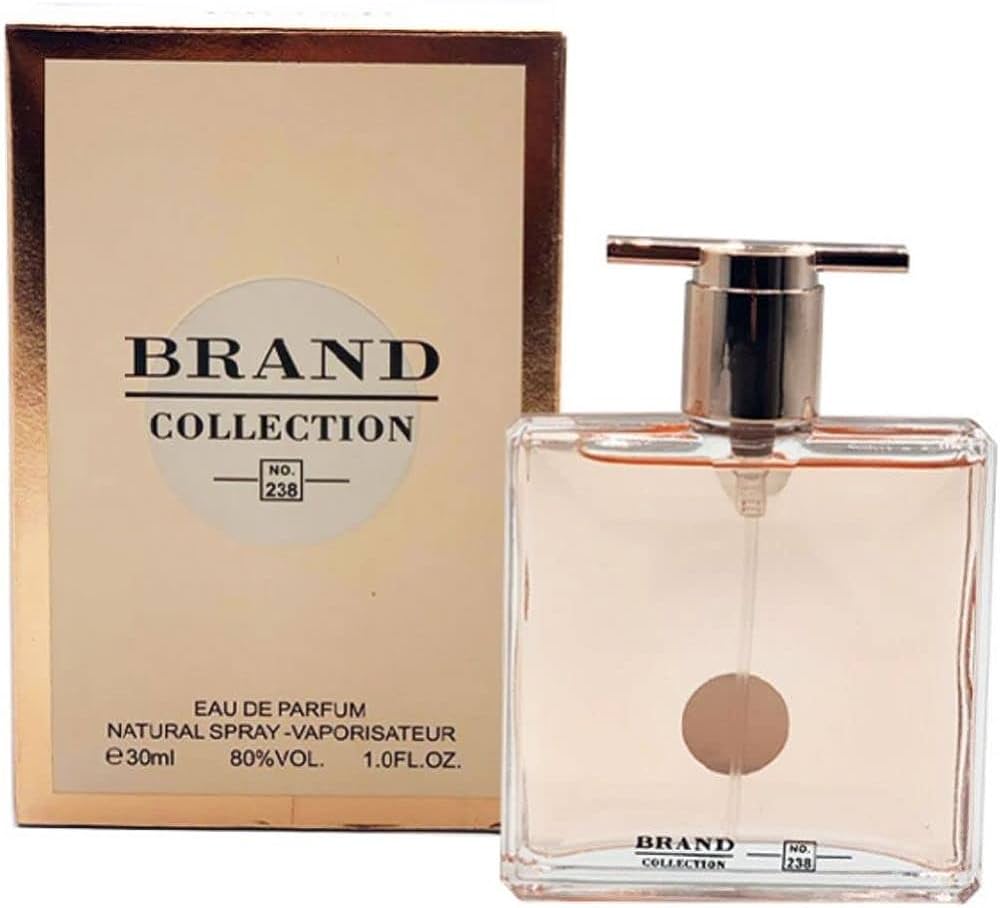 BRAND
COLLECTION
NO.
238
EAU DE PARFUM
NATURAL SPRAY-VAPORISATEUR
℮30ml 80%VOL. 1.0FL.OZ.
BRAND
COLLECTION
NO.
238